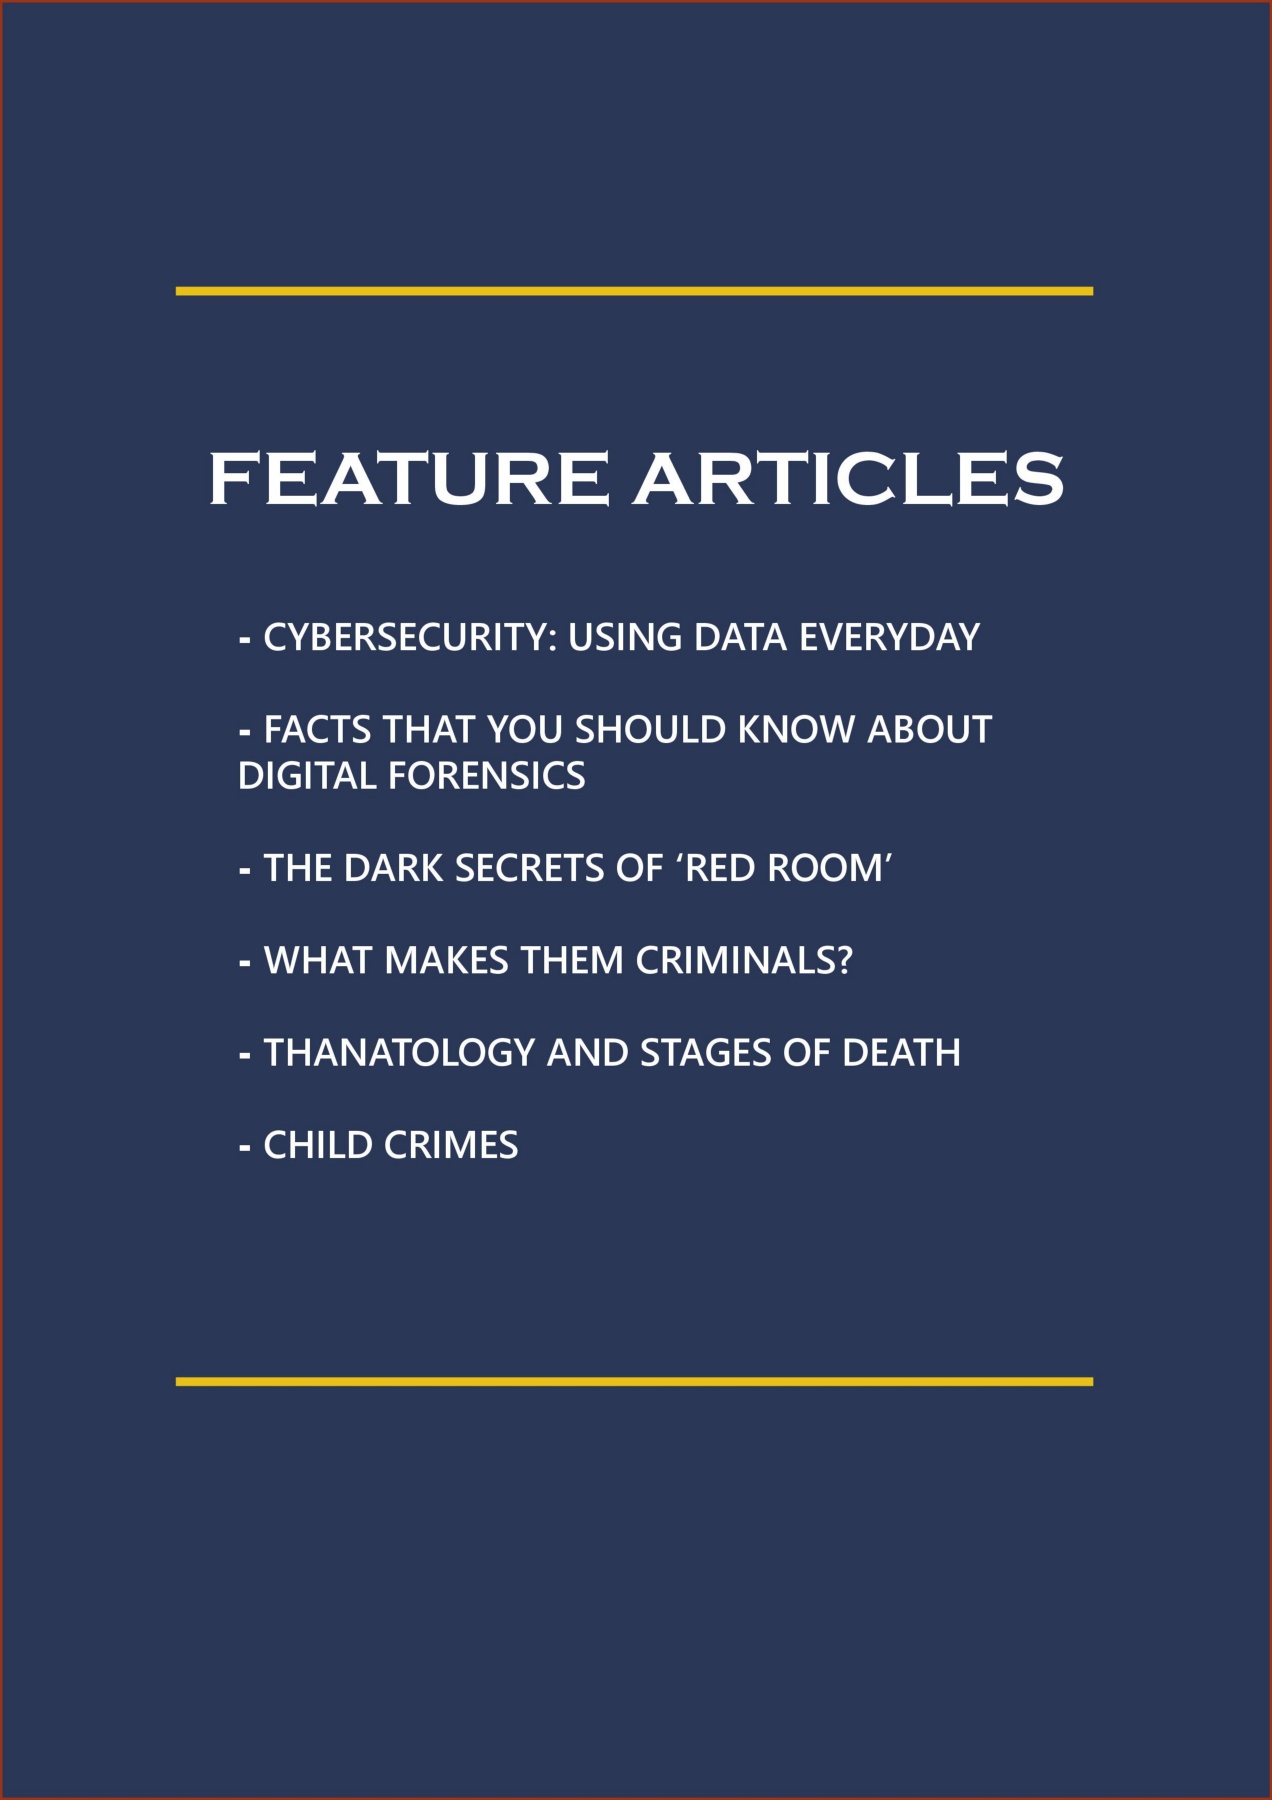 FEATURE ARTICLES
- CYBERSECURITY: USING DATA EVERYDAY
- FACTS THAT YOU SHOULD KNOW ABOUT
DIGITAL FORENSICS
- THE DARK SECRETS OF ‘RED ROOM’
- WHAT MAKES THEM CRIMINALS?
- THANATOLOGY AND STAGES OF DEATH
- CHILD CRIMES